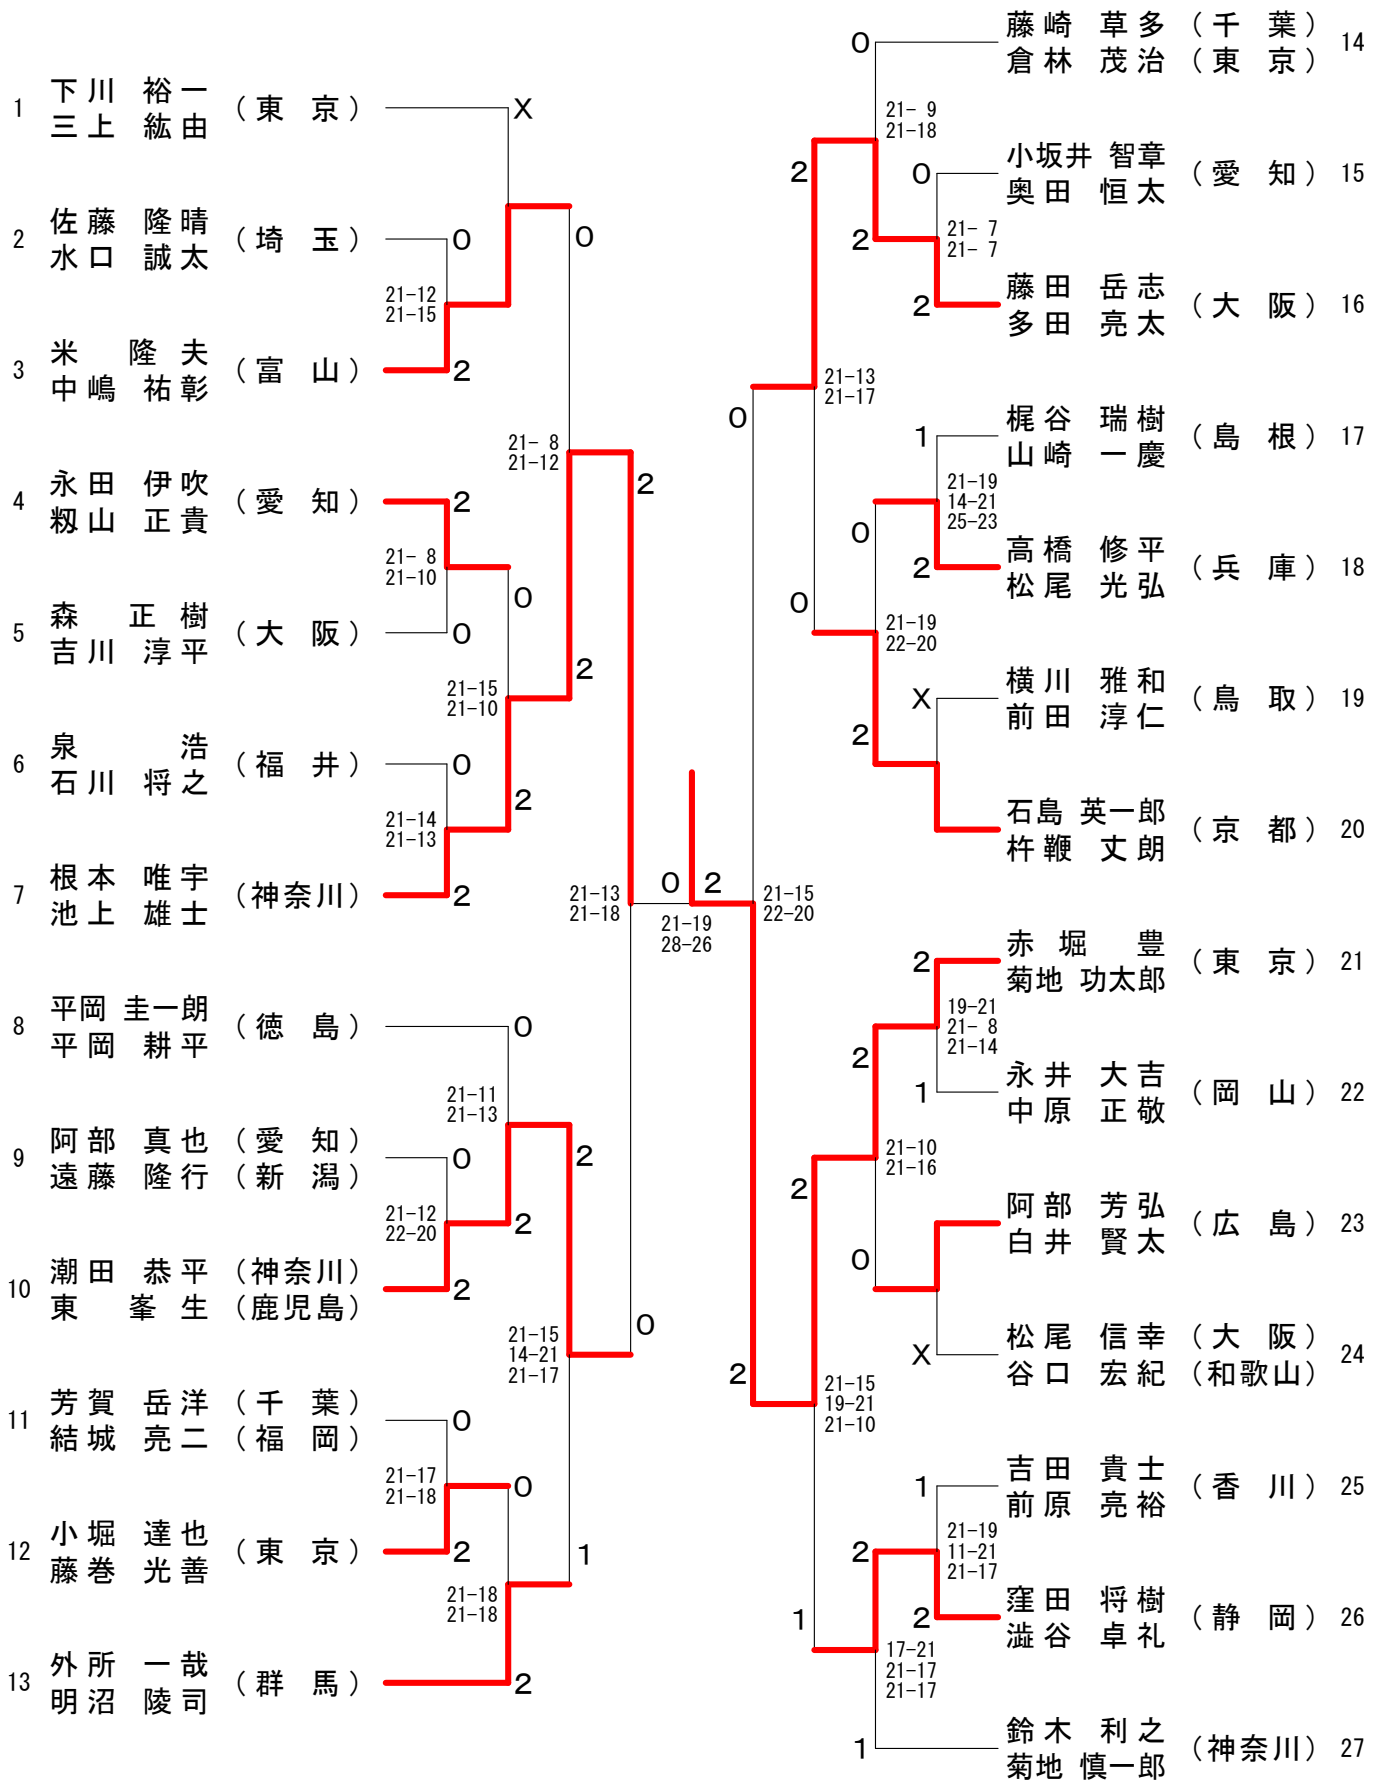 1 下川 裕一 (東 京)
三上 紘由
X
2 佐藤 隆晴 (埼 玉)
水口 誠太
0
21-12
21-15
3 米 隆夫 (富 山)
中嶋 祐彰
2
0
21- 8
21-12
4 永田 伊吹 (愛 知)
籾山 正貴
2
21- 8
21-10
0
5 森 正樹 (大 阪)
吉川 淳平
0
21-15
21-10
2
6 泉 浩 (福 井)
石川 将之
0
21-14
21-13
2
7 根本 唯宇 (神奈川)
池上 雄士
2
2
21-13
21-18
8 平岡 圭一朗 (徳 島)
平岡 耕平
0
21-11
21-13
9 阿部 真也 (愛 知)
遠藤 隆行 (新 潟)
0
21-12
22-20
2
10 潮田 恭平 (神奈川)
東 峯生 (鹿児島)
2
2
21-15
14-21
21-17
0
11 芳賀 岳洋 (千 葉)
結城 亮二 (福 岡)
0
21-17
21-18
0
12 小堀 達也 (東 京)
藤巻 光善
2
21-18
21-18
1
13 外所 一哉 (群 馬)
明沼 陵司
2
0 2
21-19
28-26
0
藤崎 草多 (千 葉) 14
倉林 茂治 (東 京)
21- 9
21-18
2
0
小坂井 智章 (愛 知) 15
奥田 恒太
21- 7
21- 7
2
2
藤田 岳志 (大 阪) 16
多田 亮太
21-13
21-17
0
1
梶谷 瑞樹 (島 根) 17
山崎 一慶
21-19
14-21
25-23
0
2
高橋 修平 (兵 庫) 18
松尾 光弘
0
21-19
22-20
X
横川 雅和 (鳥 取) 19
前田 淳仁
2
石島 英一郎 (京 都) 20
杵鞭 丈朗
21-15
22-20
2
赤堀 豊 (東 京) 21
菊地 功太郎
19-21
21- 8
21-14
2
1
永井 大吉 (岡 山) 22
中原 正敬
21-10
21-16
2
阿部 芳弘 (広 島) 23
白井 賢太
0
X
松尾 信幸 (大 阪) 24
谷口 宏紀 (和歌山)
2
21-15
19-21
21-10
1
吉田 貴士 (香 川) 25
前原 亮裕
21-19
11-21
21-17
2
2
窪田 将樹 (静 岡) 26
澁谷 卓礼
1
17-21
21-17
21-17
1
鈴木 利之 (神奈川) 27
菊地 慎一郎